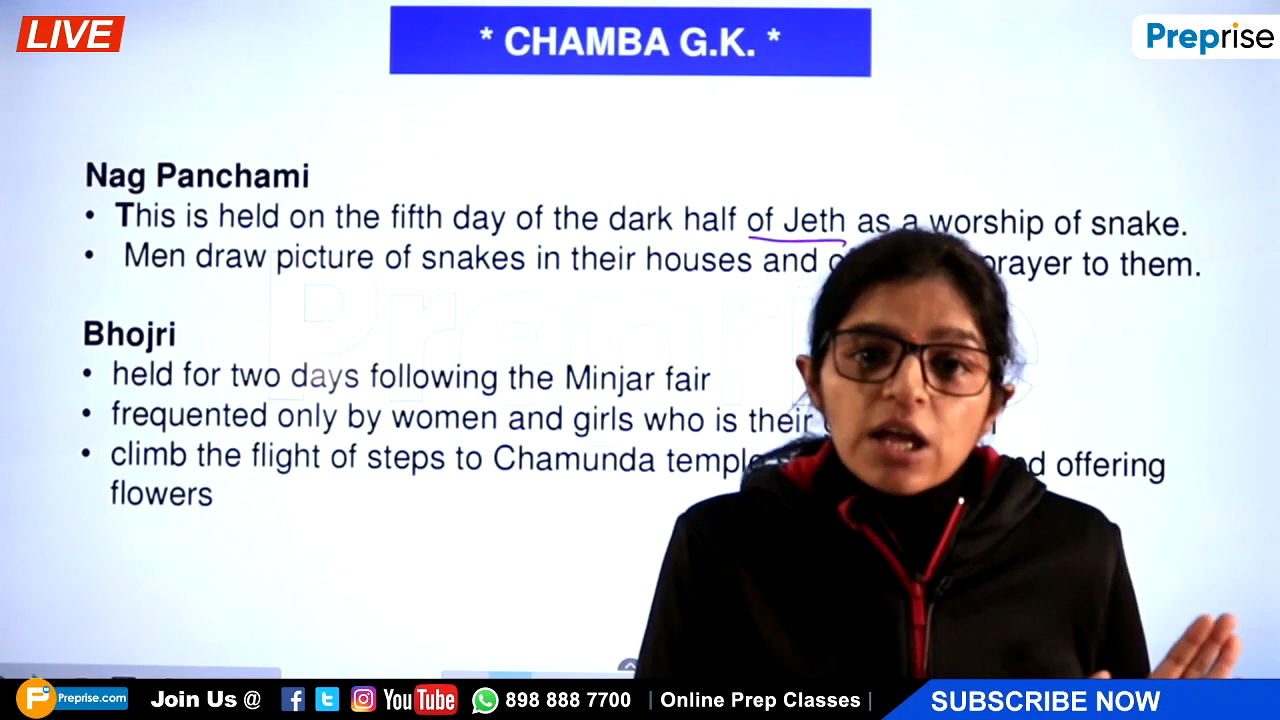 LIVE
* CHAMBA G.K. *
Preprise
Nag Panchami
• This is held on the fifth day of the dark half of Jeth as a worship of snake.
• Men draw picture of snakes in their houses and prayer to them.
Bhojri
• held for two days following the Minjar fair
• frequented only by women and girls who is their
• climb the flight of steps to Chamunda temple offering
flowers
Preprise
Preprise.com Join Us @ YouTube 898 888 7700 | Online Prep Classes | SUBSCRIBE NOW